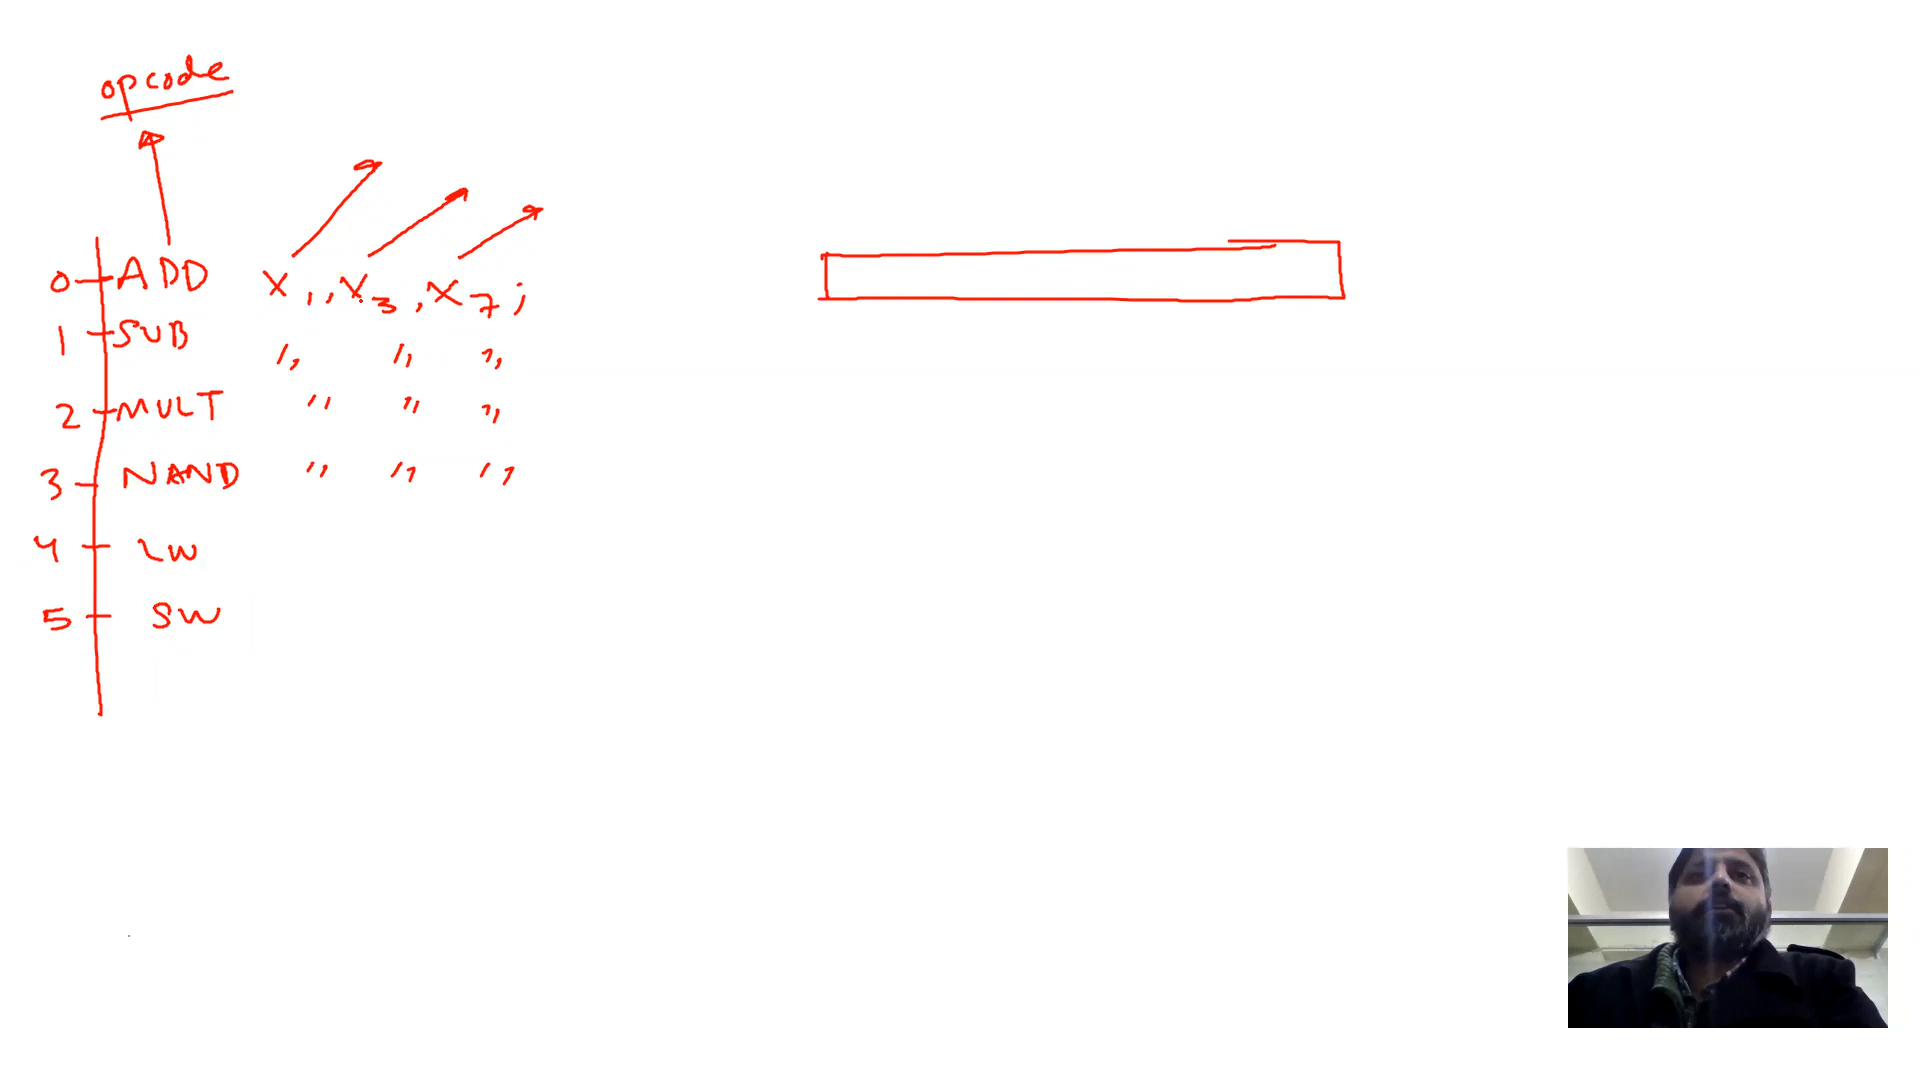 opcode
0 ADD X1, X3, X7;
1 SUB " " "
2 MULT " " "
3 NAND " " "
4 LW
5 SW